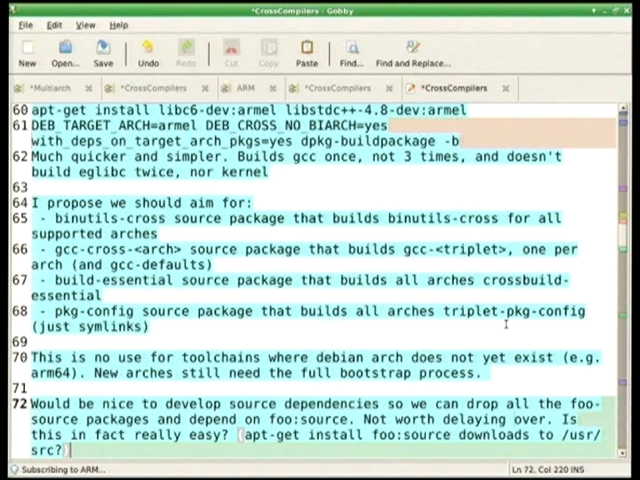 *CrossCompilers - Gobby
File Edit View Help
New Open... Save Undo Redo Cut Copy Paste Find... Find and Replace...
*Multiarch *CrossCompilers ARM *CrossCompilers *CrossCompilers
60 apt-get install libc6-dev:armel libstdc++-4.8-dev:armel
61 DEB_TARGET_ARCH=armel DEB_CROSS_NO_BIARCH=yes
with_deps_on_target_arch_pkgs=yes dpkg-buildpackage -b
62 Much quicker and simpler. Builds gcc once, not 3 times, and doesn't
build eglibc twice, nor kernel
63
64 I propose we should aim for:
65 - binutils-cross source package that builds binutils-cross for all
supported arches
66 - gcc-cross-<arch> source package that builds gcc-<triplet>, one per
arch (and gcc-defaults)
67 - build-essential source package that builds all arches crossbuild-
essential
68 - pkg-config source package that builds all arches triplet-pkg-config
(just symlinks)
69
70 This is no use for toolchains where debian arch does not yet exist (e.g.
arm64). New arches still need the full bootstrap process.
71
72 Would be nice to develop source dependencies so we can drop all the foo-
source packages and depend on foo:source. Not worth delaying over. Is
this in fact really easy? (apt-get install foo:source downloads to /usr/
src?)
Subscribing to ARM... Ln 72, Col 220 INS